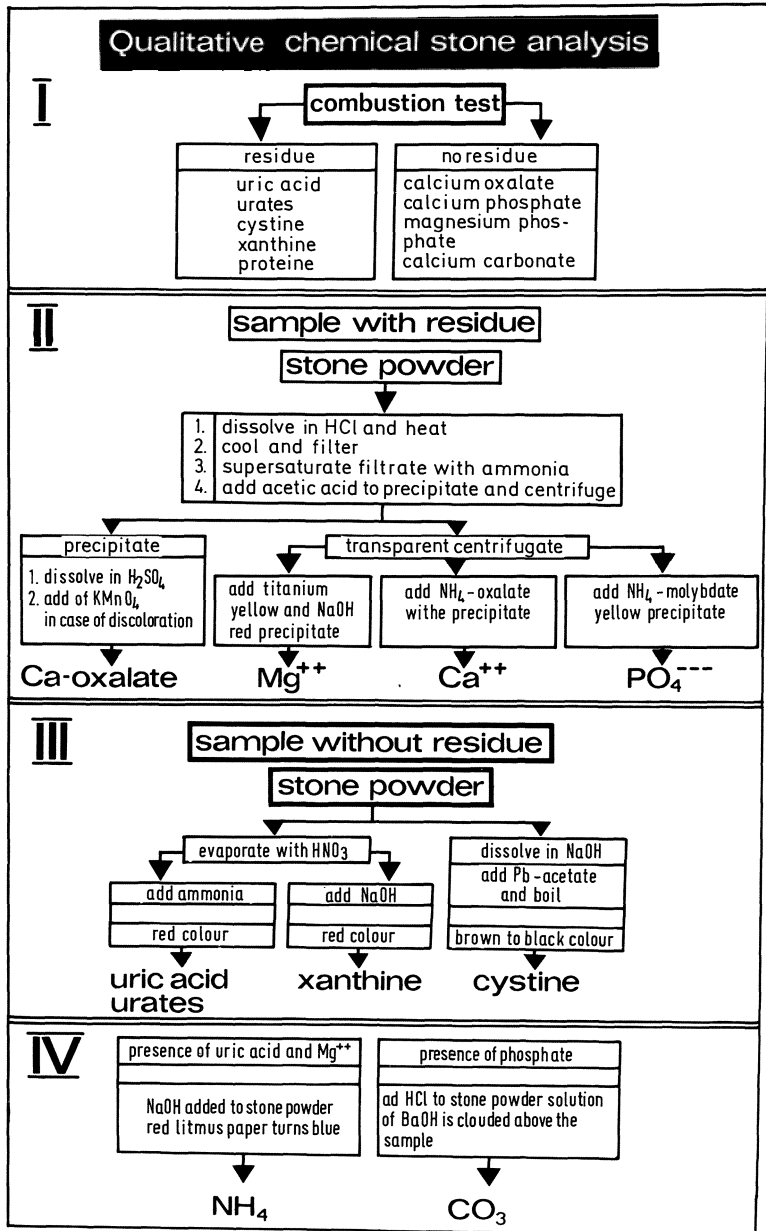 Qualitative chemical stone analysis
I
combustion test
residue
uric acid
urates
cystine
xanthine
proteine
no residue
calcium oxalate
calcium phosphate
magnesium phos-
phate
calcium carbonate
II
sample with residue
stone powder
1. dissolve in HCl and heat
2. cool and filter
3. supersaturate filtrate with ammonia
4. add acetic acid to precipitate and centrifuge
precipitate
1. dissolve in H₂SO₄
2. add of KMnO₄
in case of discoloration
Ca-oxalate
transparent centrifugate
add titanium
yellow and NaOH
red precipitate
Mg⁺⁺
add NH₄-oxalate
withe precipitate
Ca⁺⁺
add NH₄-molybdate
yellow precipitate
PO₄⁻⁻⁻
III
sample without residue
stone powder
evaporate with HNO₃
add ammonia
red colour
uric acid
urates
add NaOH
red colour
xanthine
dissolve in NaOH
add Pb-acetate
and boil
brown to black colour
cystine
IV
presence of uric acid and Mg⁺⁺
NaOH added to stone powder
red litmus paper turns blue
NH₄
presence of phosphate
ad HCl to stone powder solution
of BaOH is clouded above the
sample
CO₃